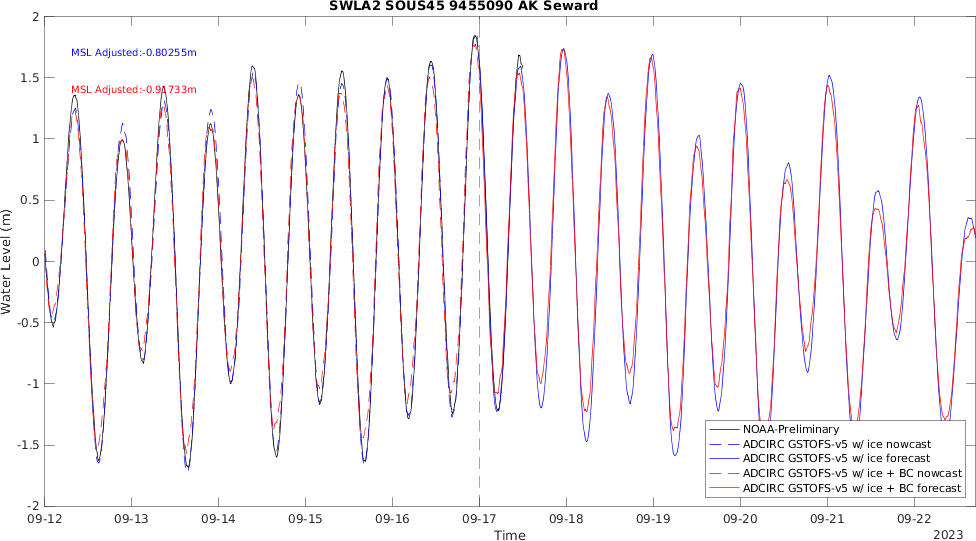 SWLA2 SOUS45 9455090 AK Seward
MSL Adjusted:-0.80255m
MSL Adjusted:-0.91733m
2
1.5
1
0.5
0
-0.5
-1
-1.5
-2
Water Level (m)
NOAA-Preliminary
ADCIRC GSTOFS-v5 w/ ice nowcast
ADCIRC GSTOFS-v5 w/ ice forecast
ADCIRC GSTOFS-v5 w/ ice + BC nowcast
ADCIRC GSTOFS-v5 w/ ice + BC forecast
09-12 09-13 09-14 09-15 09-16 09-17 09-18 09-19 09-20 09-21 09-22
Time
2023